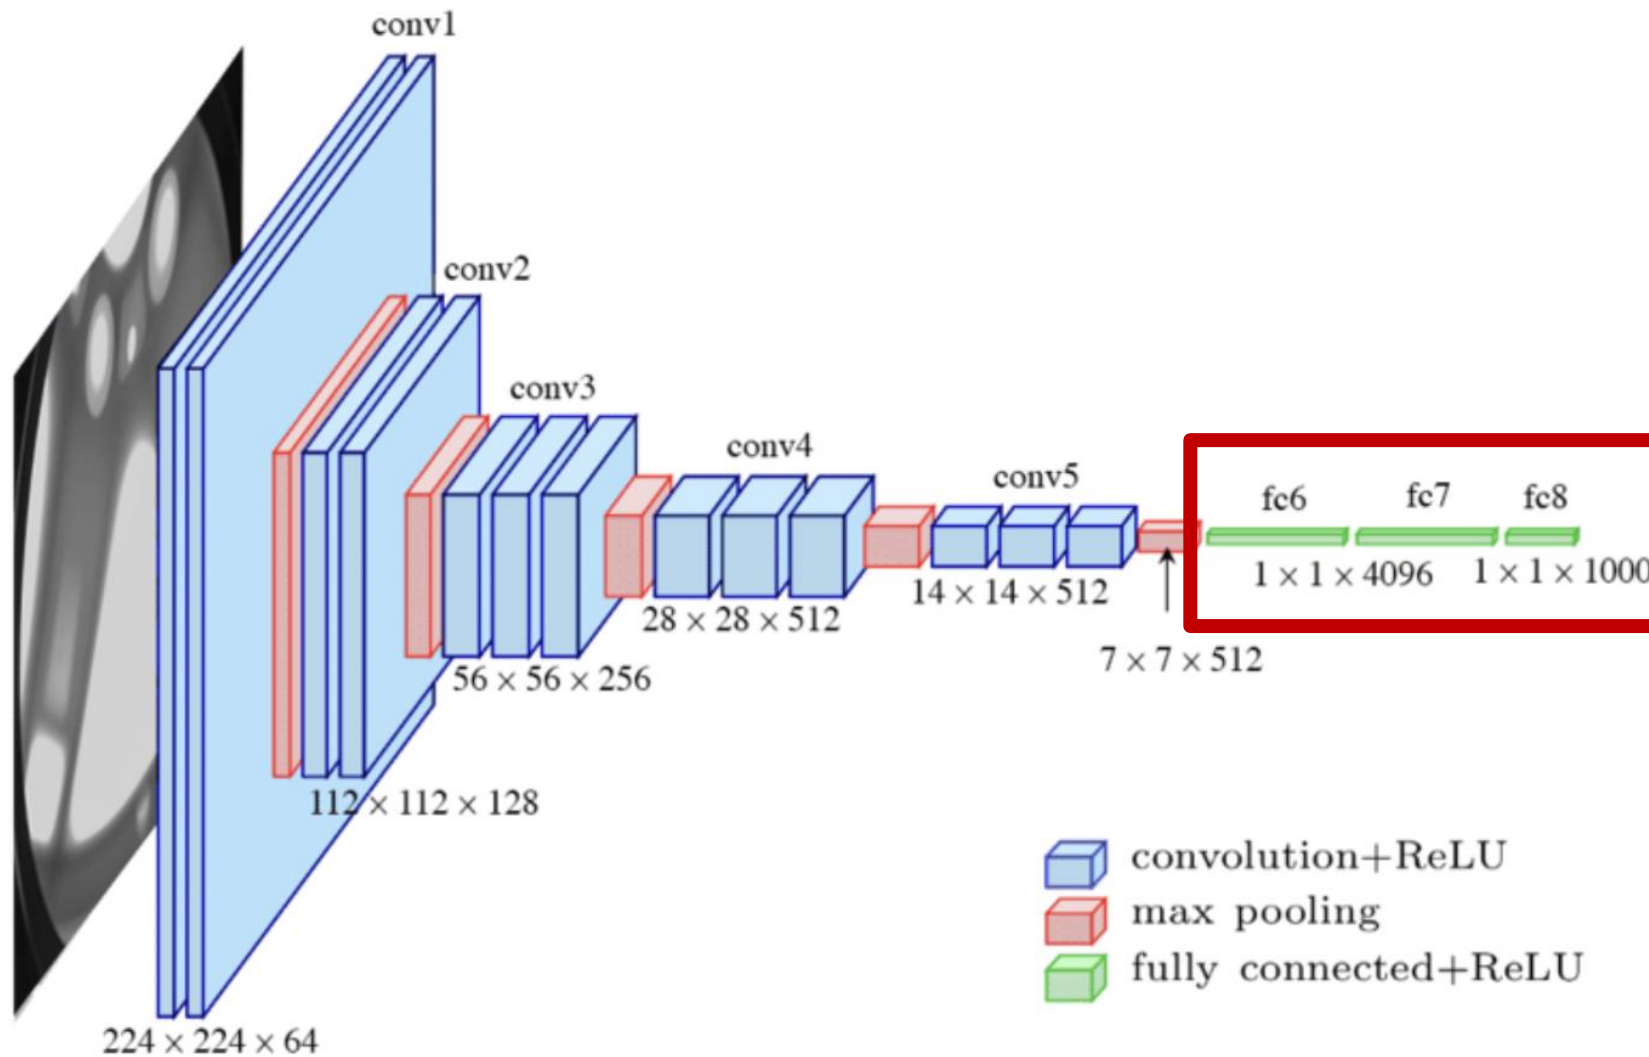 conv1
conv2
conv3
conv4
conv5
fc6
fc7
fc8
1 × 1 × 4096
1 × 1 × 1000
14 × 14 × 512
28 × 28 × 512
7 × 7 × 512
56 × 56 × 256
112 × 112 × 128
224 × 224 × 64
convolution+ReLU
max pooling
fully connected+ReLU